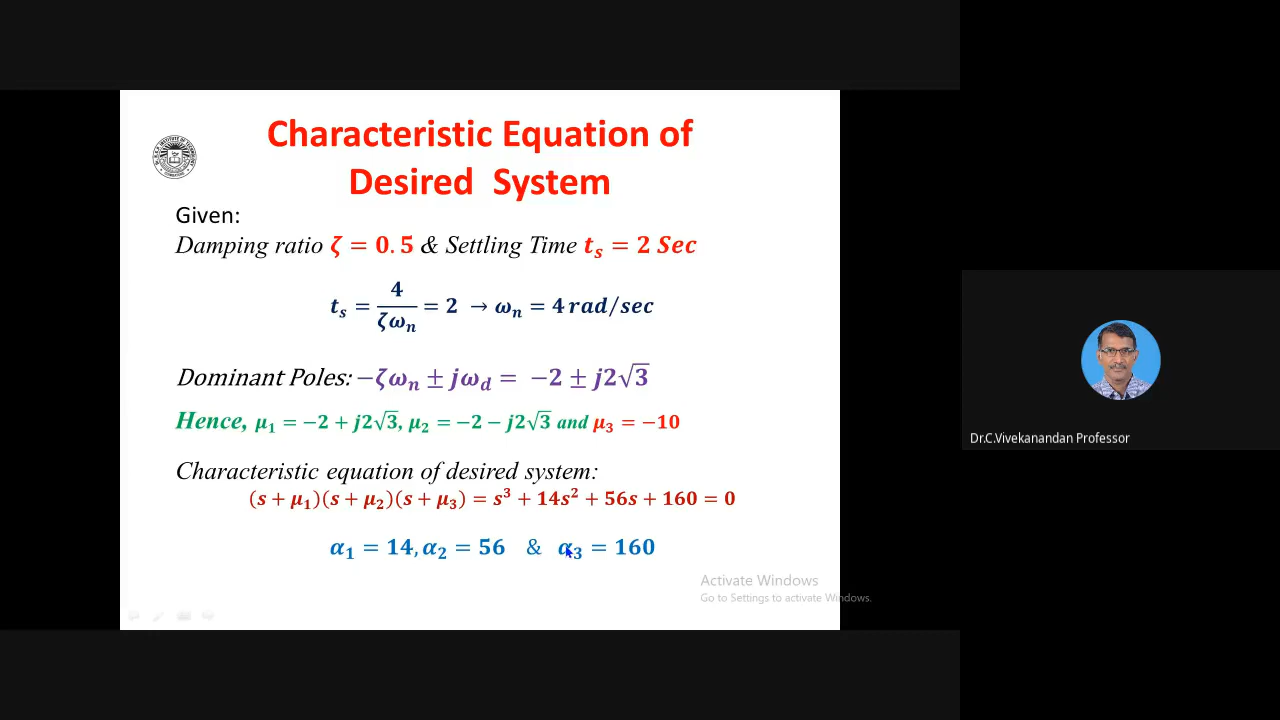 Characteristic Equation of
Desired System
Given:
Damping ratio ζ = 0.5 & Settling Time tₛ = 2 Sec
tₛ = 4/ζωₙ = 2 → ωₙ = 4 rad/sec
Dominant Poles: −ζωₙ ± jω_d = −2 ± j2√3
Hence, μ₁ = −2 + j2√3, μ₂ = −2 − j2√3 and μ₃ = −10
Characteristic equation of desired system:
(s + μ₁)(s + μ₂)(s + μ₃) = s³ + 14s² + 56s + 160 = 0
α₁ = 14, α₂ = 56 & α₃ = 160
Activate Windows
Go to Settings to activate Windows.
Dr.C.Vivekanandan Professor